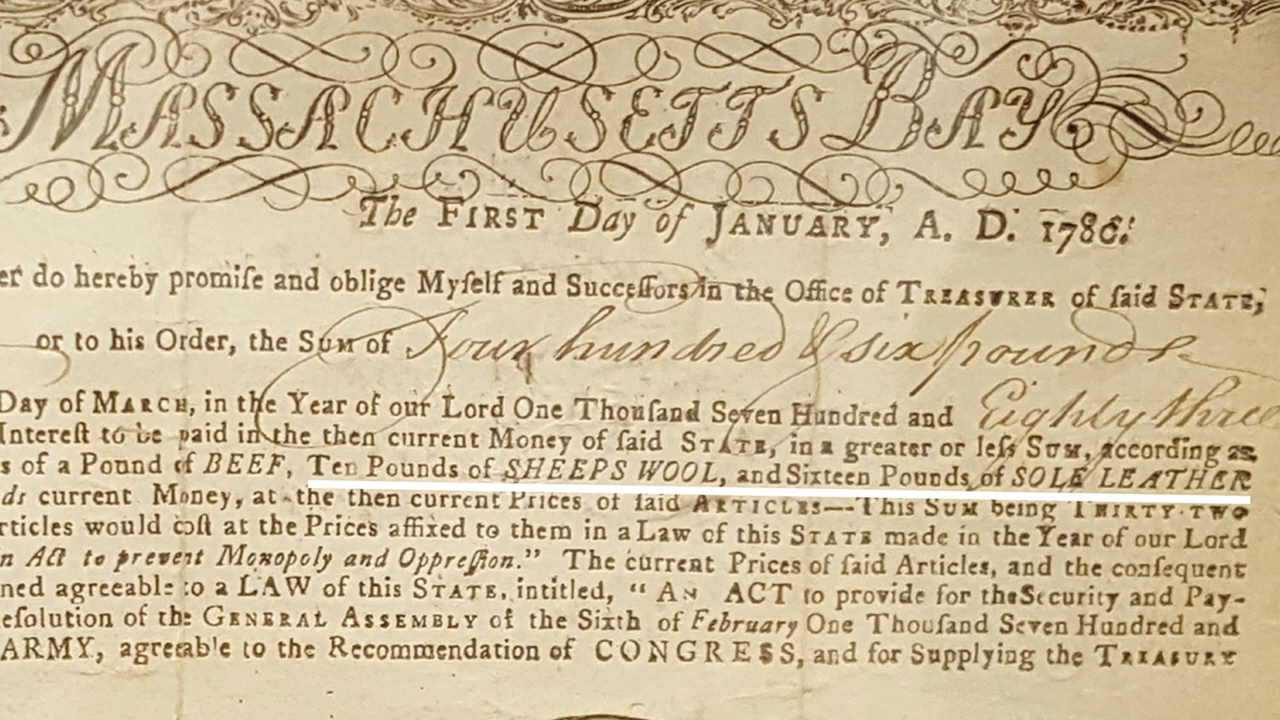 MASSACHUSETTS BAY
The FIRST Day of JANUARY, A. D. 1780.
er do hereby promiſe and oblige Myſelf and Succeſſors in the Office of TREASURER of ſaid STATE,
or to his Order, the SUM of Four hundred & six pounds
Day of MARCH, in the Year of our Lord One Thouſand Seven Hundred and Eighty three
Intereſt to be paid in the then current Money of ſaid STATE, in a greater or leſs SUM, according as
s of a Pound of BEEF, Ten Pounds of SHEEPS WOOL, and Sixteen Pounds of SOLE LEATHER
ds current Money, at the then current Prices of ſaid ARTICLES—This SUM being THIRTY-TWO
rticles would coſt at the Prices affixed to them in a Law of this STATE made in the Year of our Lord
n Act to prevent Monopoly and Oppreſſion." The current Prices of ſaid Articles, and the conſequent
ned agreeable to a LAW of this STATE, intitled, "AN ACT to provide for the Security and Pay-
eſolution of the GENERAL ASSEMBLY of the Sixth of February One Thouſand Seven Hundred and
ARMY, agreeable to the Recommendation of CONGRESS, and for Supplying the TREASURY